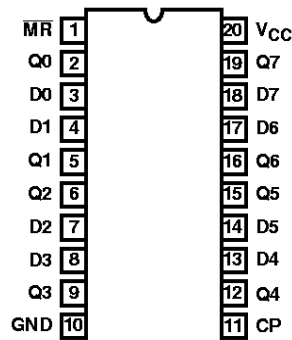 MR 1 20 VCC
Q0 2 19 Q7
D0 3 18 D7
D1 4 17 D6
Q1 5 16 Q6
Q2 6 15 Q5
D2 7 14 D5
D3 8 13 D4
Q3 9 12 Q4
GND 10 11 CP